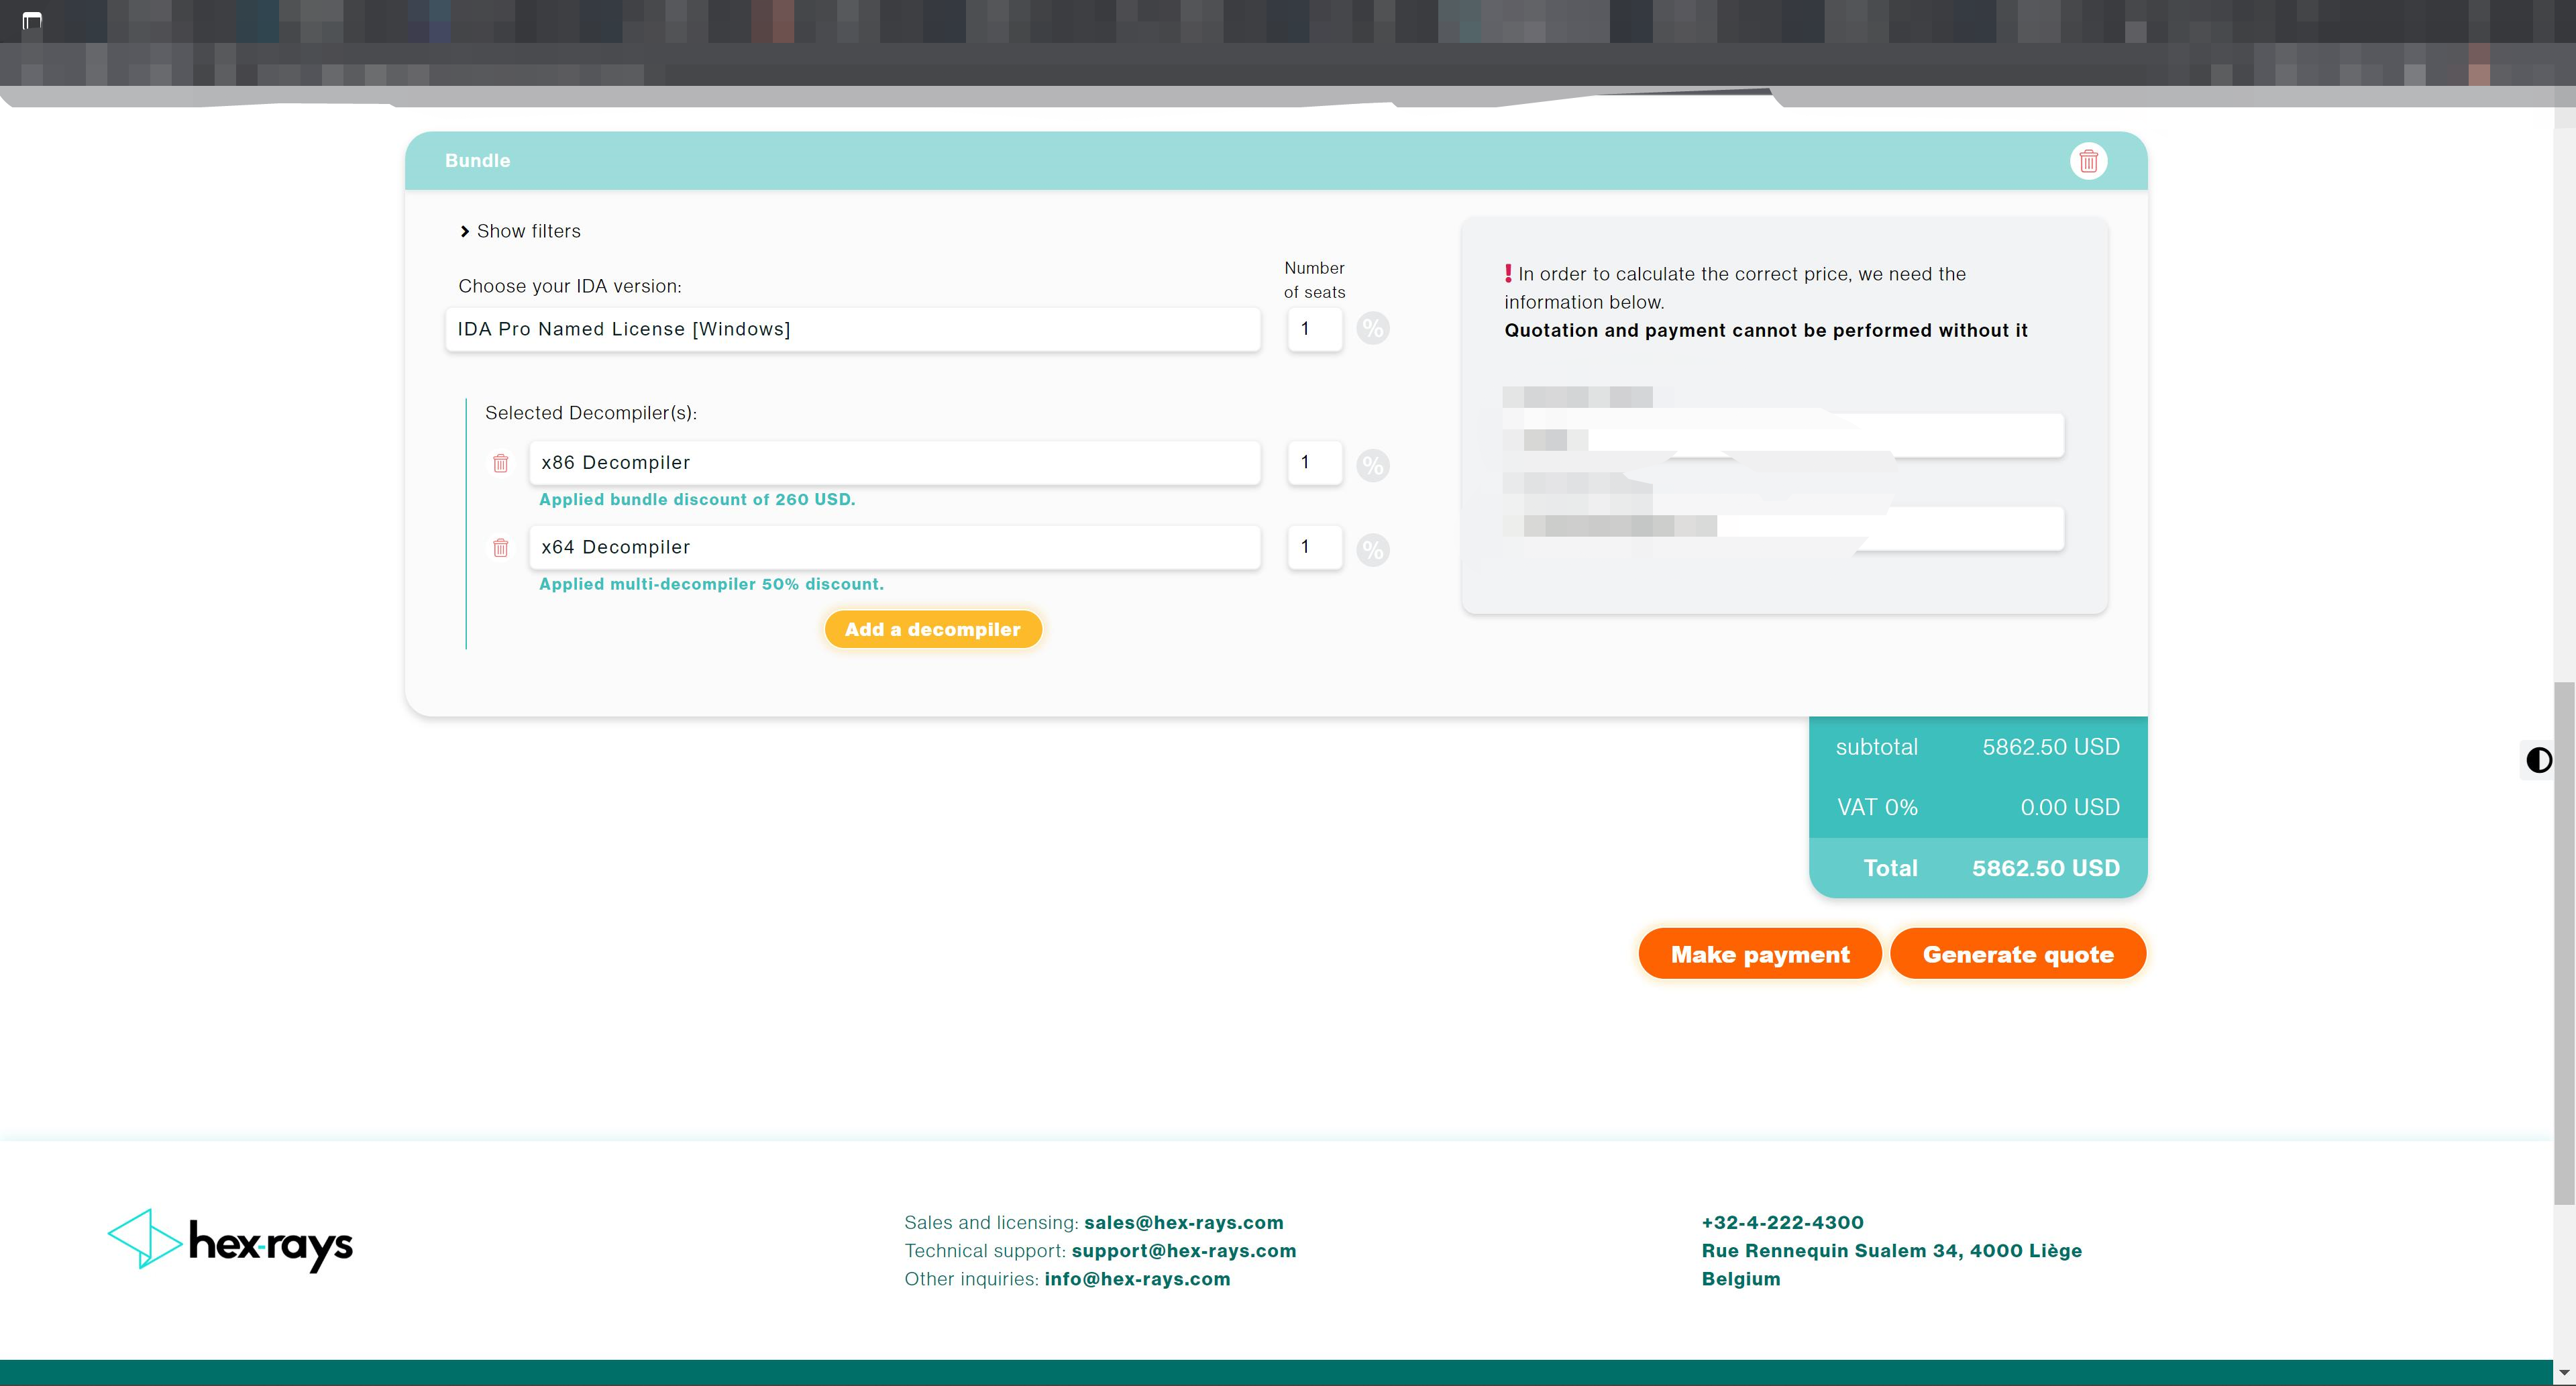 Bundle
Show filters
Choose your IDA version:
Number
of seats
IDA Pro Named License [Windows]
1
%
Selected Decompiler(s):
x86 Decompiler
1
%
Applied bundle discount of 260 USD.
x64 Decompiler
1
%
Applied multi-decompiler 50% discount.
Add a decompiler
In order to calculate the correct price, we need the
information below.
Quotation and payment cannot be performed without it
subtotal 5862.50 USD
VAT 0% 0.00 USD
Total 5862.50 USD
Make payment
Generate quote
hex-rays
Sales and licensing: sales@hex-rays.com
Technical support: support@hex-rays.com
Other inquiries: info@hex-rays.com
+32-4-222-4300
Rue Rennequin Sualem 34, 4000 Liège
Belgium